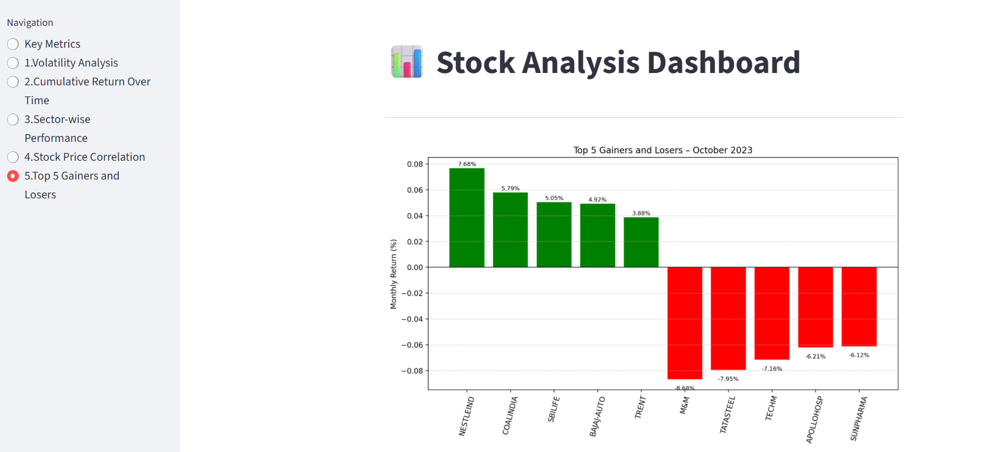 Navigation
Key Metrics
1.Volatility Analysis
2.Cumulative Return Over
Time
3.Sector-wise
Performance
4.Stock Price Correlation
5.Top 5 Gainers and
Losers
Stock Analysis Dashboard
Top 5 Gainers and Losers – October 2023
Monthly Return (%)
0.08
0.06
0.04
0.02
0.00
−0.02
−0.04
−0.06
−0.08
7.68%
5.79%
5.05%
4.92%
3.88%
-8.68%
-7.95%
-7.16%
-6.21%
-6.12%
NESTLEIND
COALINDIA
SBILIFE
BAJAJ-AUTO
TRENT
M&M
TATASTEEL
TECHM
APOLLOHOSP
SUNPHARMA